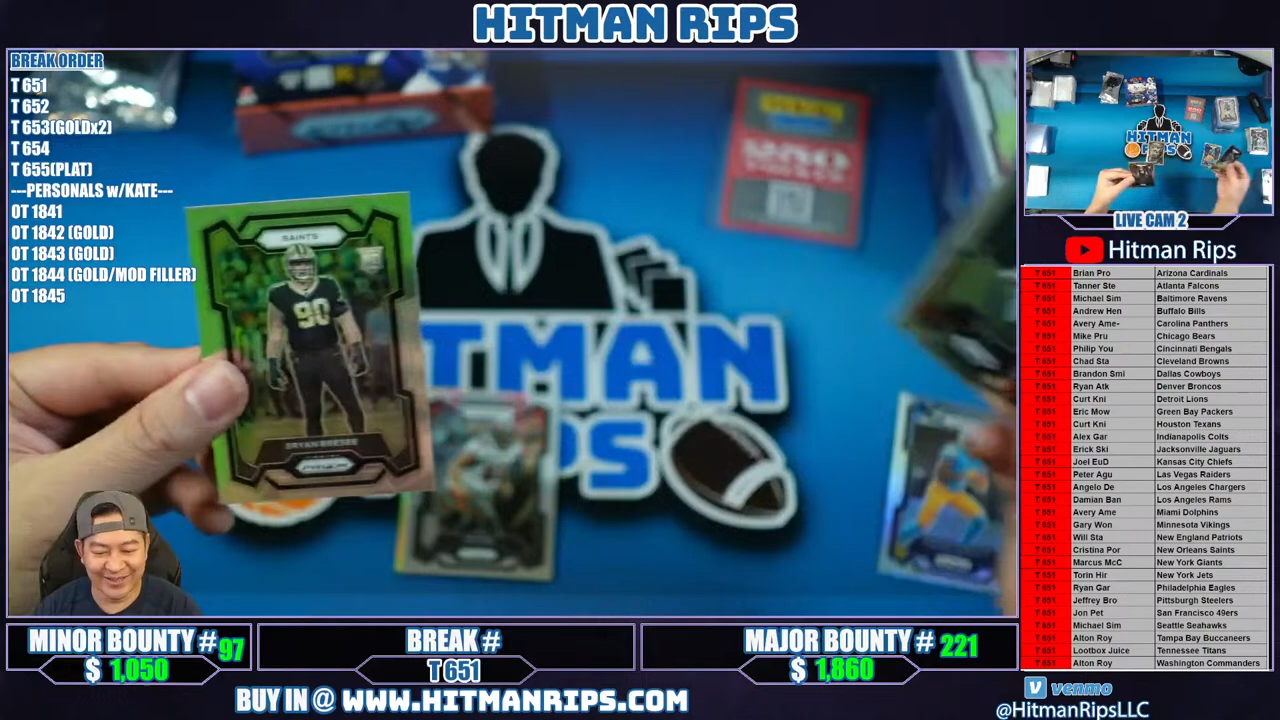 HITMAN RIPS
BREAK ORDER
T 651
T 652
T 653(GOLDx2)
T 654
T 655(PLAT)
---PERSONALS w/KATE---
OT 1841
OT 1842 (GOLD)
OT 1843 (GOLD)
OT 1844 (GOLD/MOD FILLER)
OT 1845
SAINTS
90
BRYAN BRESEE
PRIZM
TMAN
PS
HITMAN
LIVE CAM 2
Hitman Rips
T 651 Brian Pro Arizona Cardinals
T 651 Tanner Ste Atlanta Falcons
T 651 Michael Sim Baltimore Ravens
T 651 Andrew Hen Buffalo Bills
T 651 Avery Ame- Carolina Panthers
T 651 Mike Pru Chicago Bears
T 651 Philip You Cincinnati Bengals
T 651 Chad Sta Cleveland Browns
T 651 Brandon Smi Dallas Cowboys
T 651 Ryan Atk Denver Broncos
T 651 Curt Kni Detroit Lions
T 651 Eric Mow Green Bay Packers
T 651 Curt Kni Houston Texans
T 651 Alex Gar Indianapolis Colts
T 651 Erick Ski Jacksonville Jaguars
T 651 Joel EuD Kansas City Chiefs
T 651 Peter Agu Las Vegas Raiders
T 651 Angelo De Los Angeles Chargers
T 651 Damian Ban Los Angeles Rams
T 651 Avery Ame Miami Dolphins
T 651 Gary Won Minnesota Vikings
T 651 Will Sta New England Patriots
T 651 Cristina Por New Orleans Saints
T 651 Marcus McC New York Giants
T 651 Torin Hir New York Jets
T 651 Ryan Gar Philadelphia Eagles
T 651 Jeffrey Bro Pittsburgh Steelers
T 651 Jon Pet San Francisco 49ers
T 651 Michael Sim Seattle Seahawks
T 651 Alton Roy Tampa Bay Buccaneers
T 651 Lootbox Juice Tennessee Titans
T 651 Alton Roy Washington Commanders
MINOR BOUNTY # 97
$ 1,050
BREAK #
T 651
MAJOR BOUNTY # 221
$ 1,860
BUY IN @ WWW.HITMANRIPS.COM
venmo
@HitmanRipsLLC